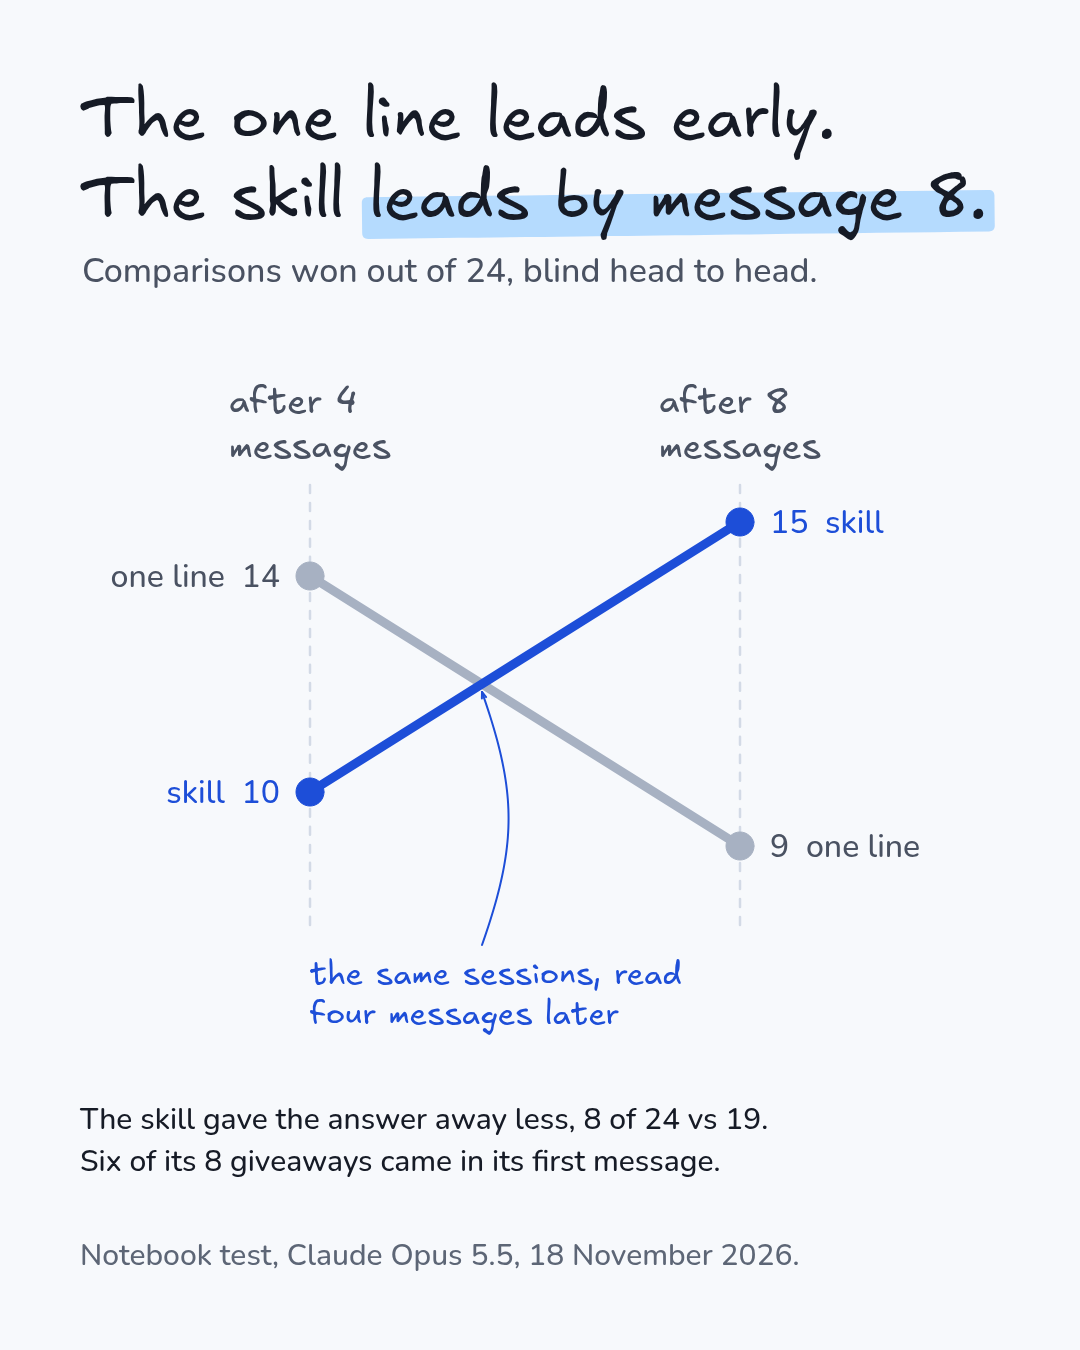 The one line leads early.
The skill leads by message 8.
Comparisons won out of 24, blind head to head.
after 4
messages
after 8
messages
15 skill
one line 14
skill 10
9 one line
the same sessions, read
four messages later
The skill gave the answer away less, 8 of 24 vs 19.
Six of its 8 giveaways came in its first message.
Notebook test, Claude Opus 5.5, 18 November 2026.